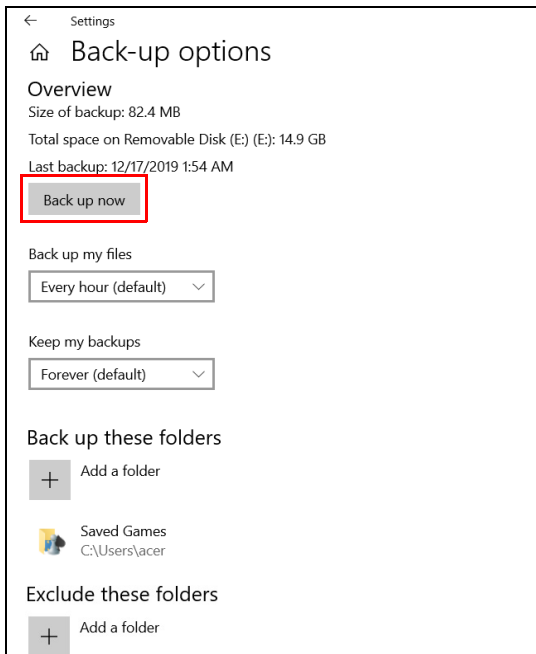 Settings
Back-up options
Overview
Size of backup: 82.4 MB
Total space on Removable Disk (E:) (E:): 14.9 GB
Last backup: 12/17/2019 1:54 AM
Back up now
Back up my files
Every hour (default)
Keep my backups
Forever (default)
Back up these folders
Add a folder
Saved Games
C:\Users\acer
Exclude these folders
Add a folder